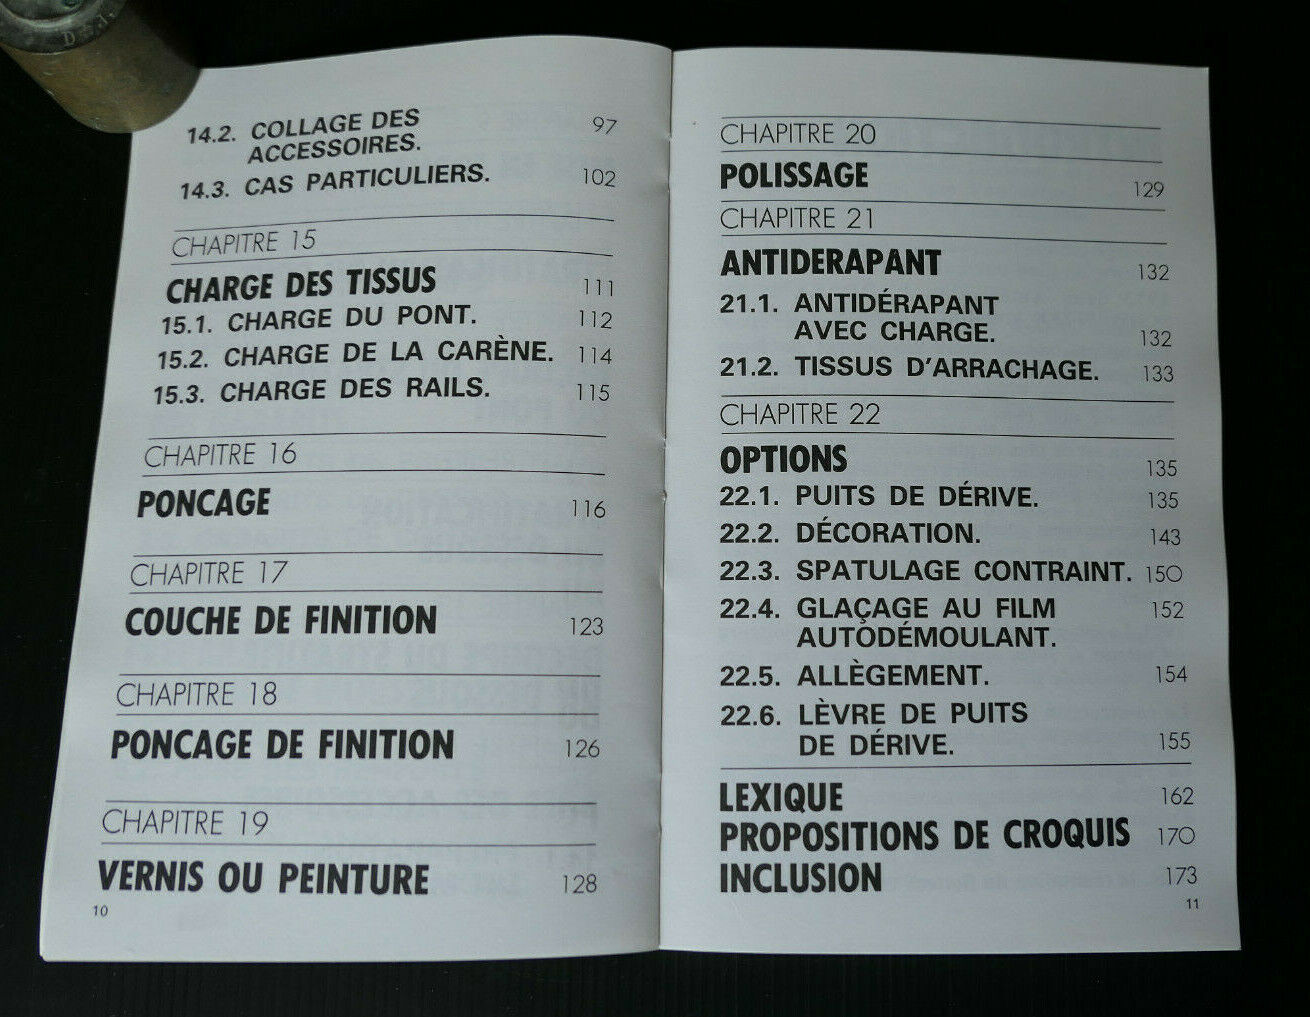 14.2. COLLAGE DES
ACCESSOIRES. 97
14.3. CAS PARTICULIERS. 102
CHAPITRE 15
CHARGE DES TISSUS 111
15.1. CHARGE DU PONT. 112
15.2. CHARGE DE LA CARÈNE. 114
15.3. CHARGE DES RAILS. 115
CHAPITRE 16
PONCAGE 116
CHAPITRE 17
COUCHE DE FINITION 123
CHAPITRE 18
PONCAGE DE FINITION 126
CHAPITRE 19
VERNIS OU PEINTURE 128
10
CHAPITRE 20
POLISSAGE 129
CHAPITRE 21
ANTIDERAPANT 132
21.1. ANTIDÉRAPANT
AVEC CHARGE. 132
21.2. TISSUS D'ARRACHAGE. 133
CHAPITRE 22
OPTIONS 135
22.1. PUITS DE DÉRIVE. 135
22.2. DÉCORATION. 143
22.3. SPATULAGE CONTRAINT. 150
22.4. GLAÇAGE AU FILM 152
AUTODÉMOULANT.
22.5. ALLÈGEMENT. 154
22.6. LÈVRE DE PUITS
DE DÉRIVE. 155
LEXIQUE 162
PROPOSITIONS DE CROQUIS 170
INCLUSION 173
11